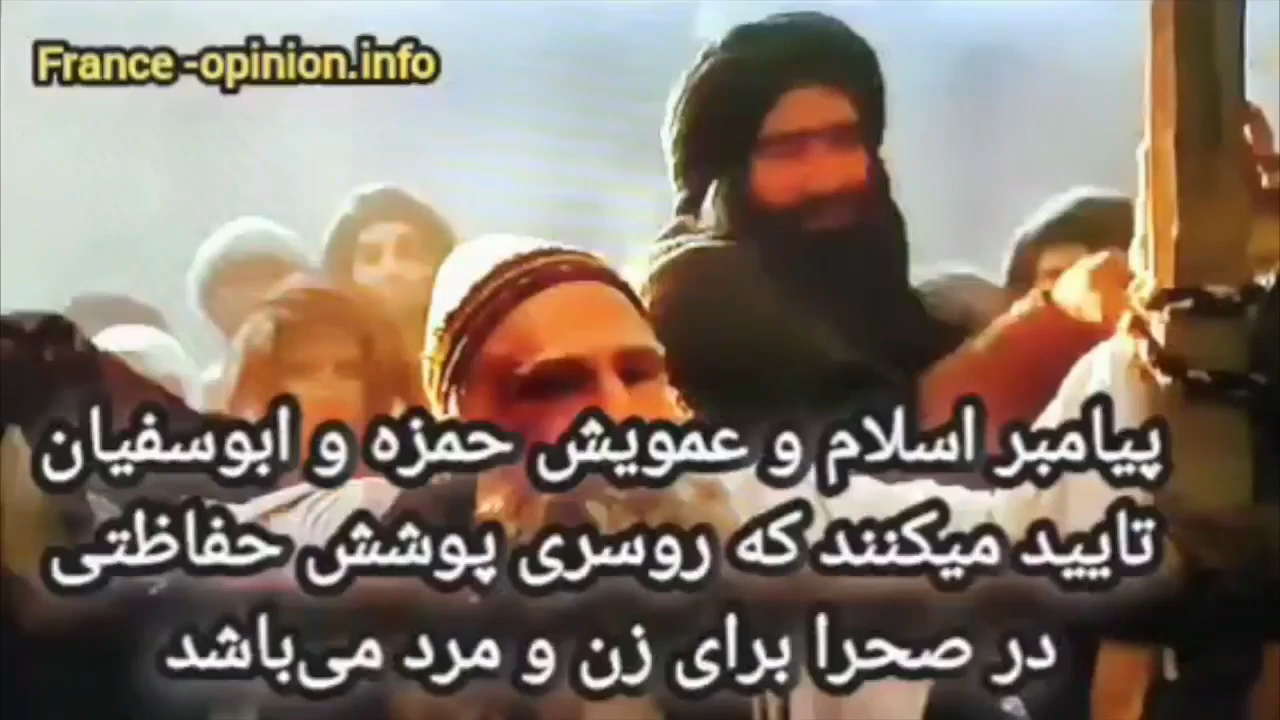 France -opinion.info
پیامبر اسلام و عمویش حمزه و ابوسفیان
تایید میکنند که روسری پوشش حفاظتی
در صحرا برای زن و مرد می‌باشد